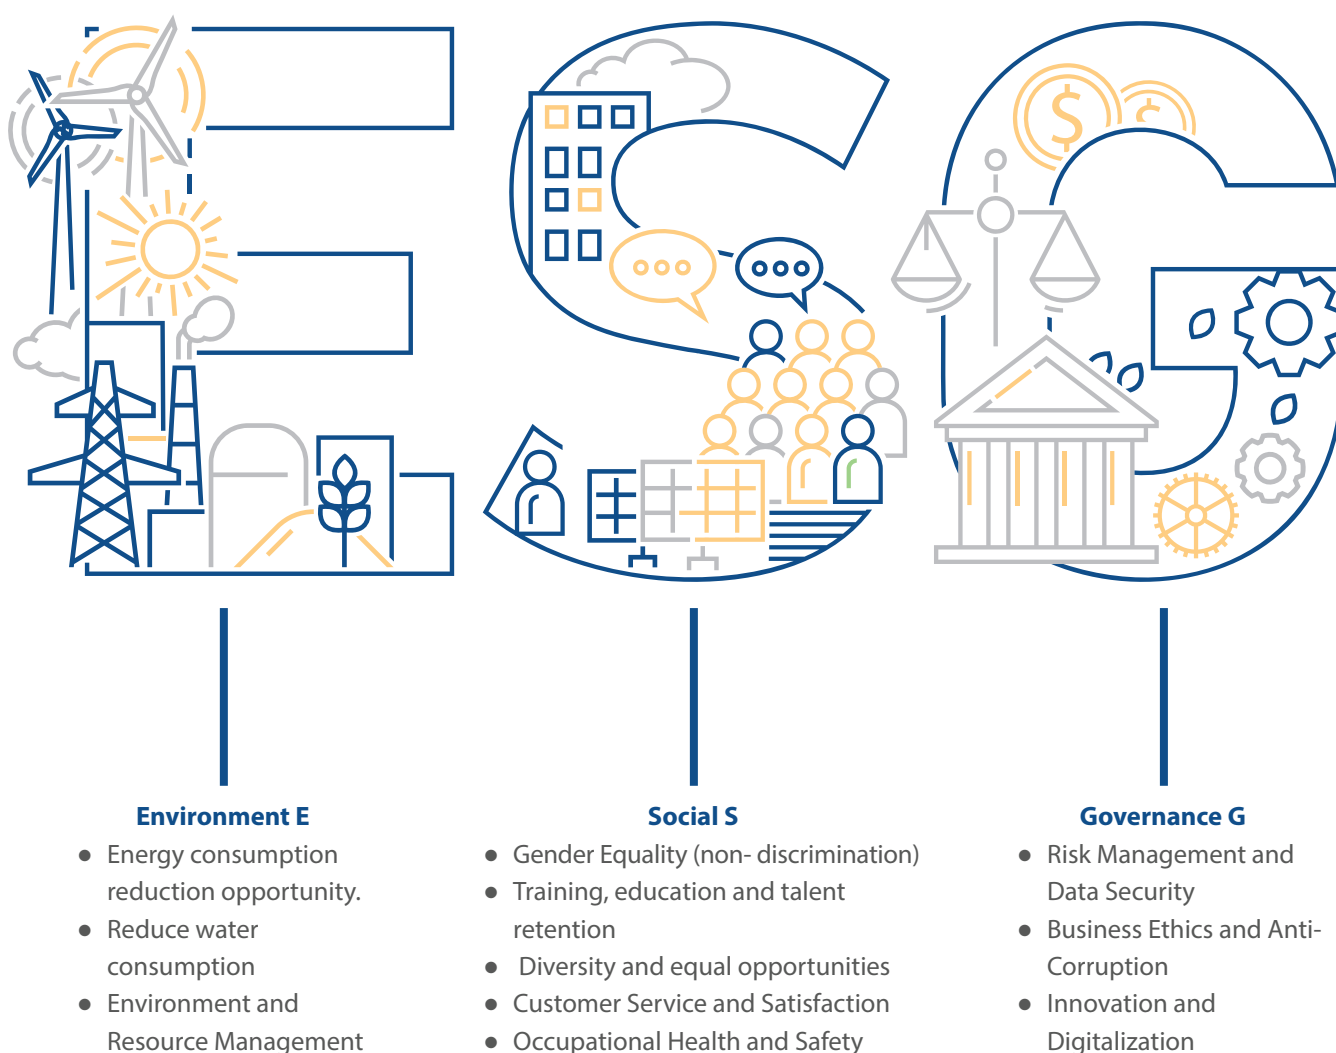 Environment E
● Energy consumption
reduction opportunity.
● Reduce water
consumption
● Environment and
Resource Management
Social S
● Gender Equality (non- discrimination)
● Training, education and talent
retention
● Diversity and equal opportunities
● Customer Service and Satisfaction
● Occupational Health and Safety
Governance G
● Risk Management and
Data Security
● Business Ethics and Anti-
Corruption
● Innovation and
Digitalization